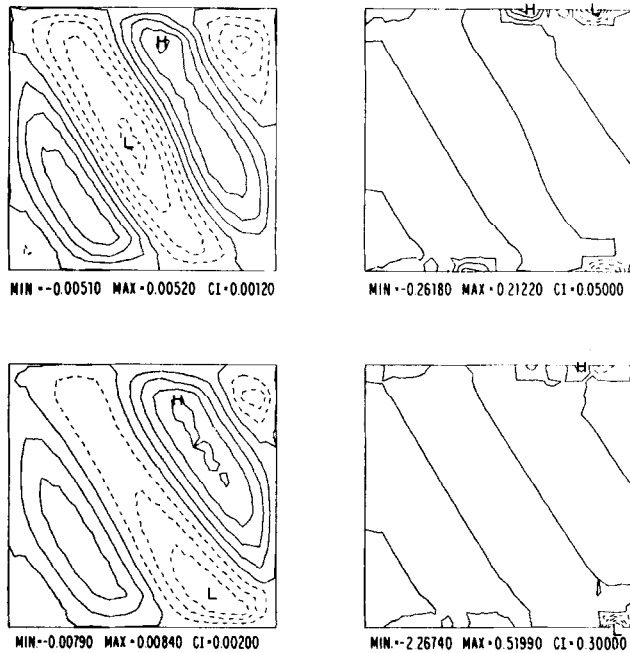 H
H
L
L
MIN =-0.00510 MAX = 0.00520 CI = 0.00120
MIN =-0.26180 MAX = 0.21220 CI = 0.05000
H
H
L
L
MIN.=-0.00790 MAX = 0.00840 CI = 0.00200
MIN.=-2.26740 MAX = 0.51990 CI = 0.30000